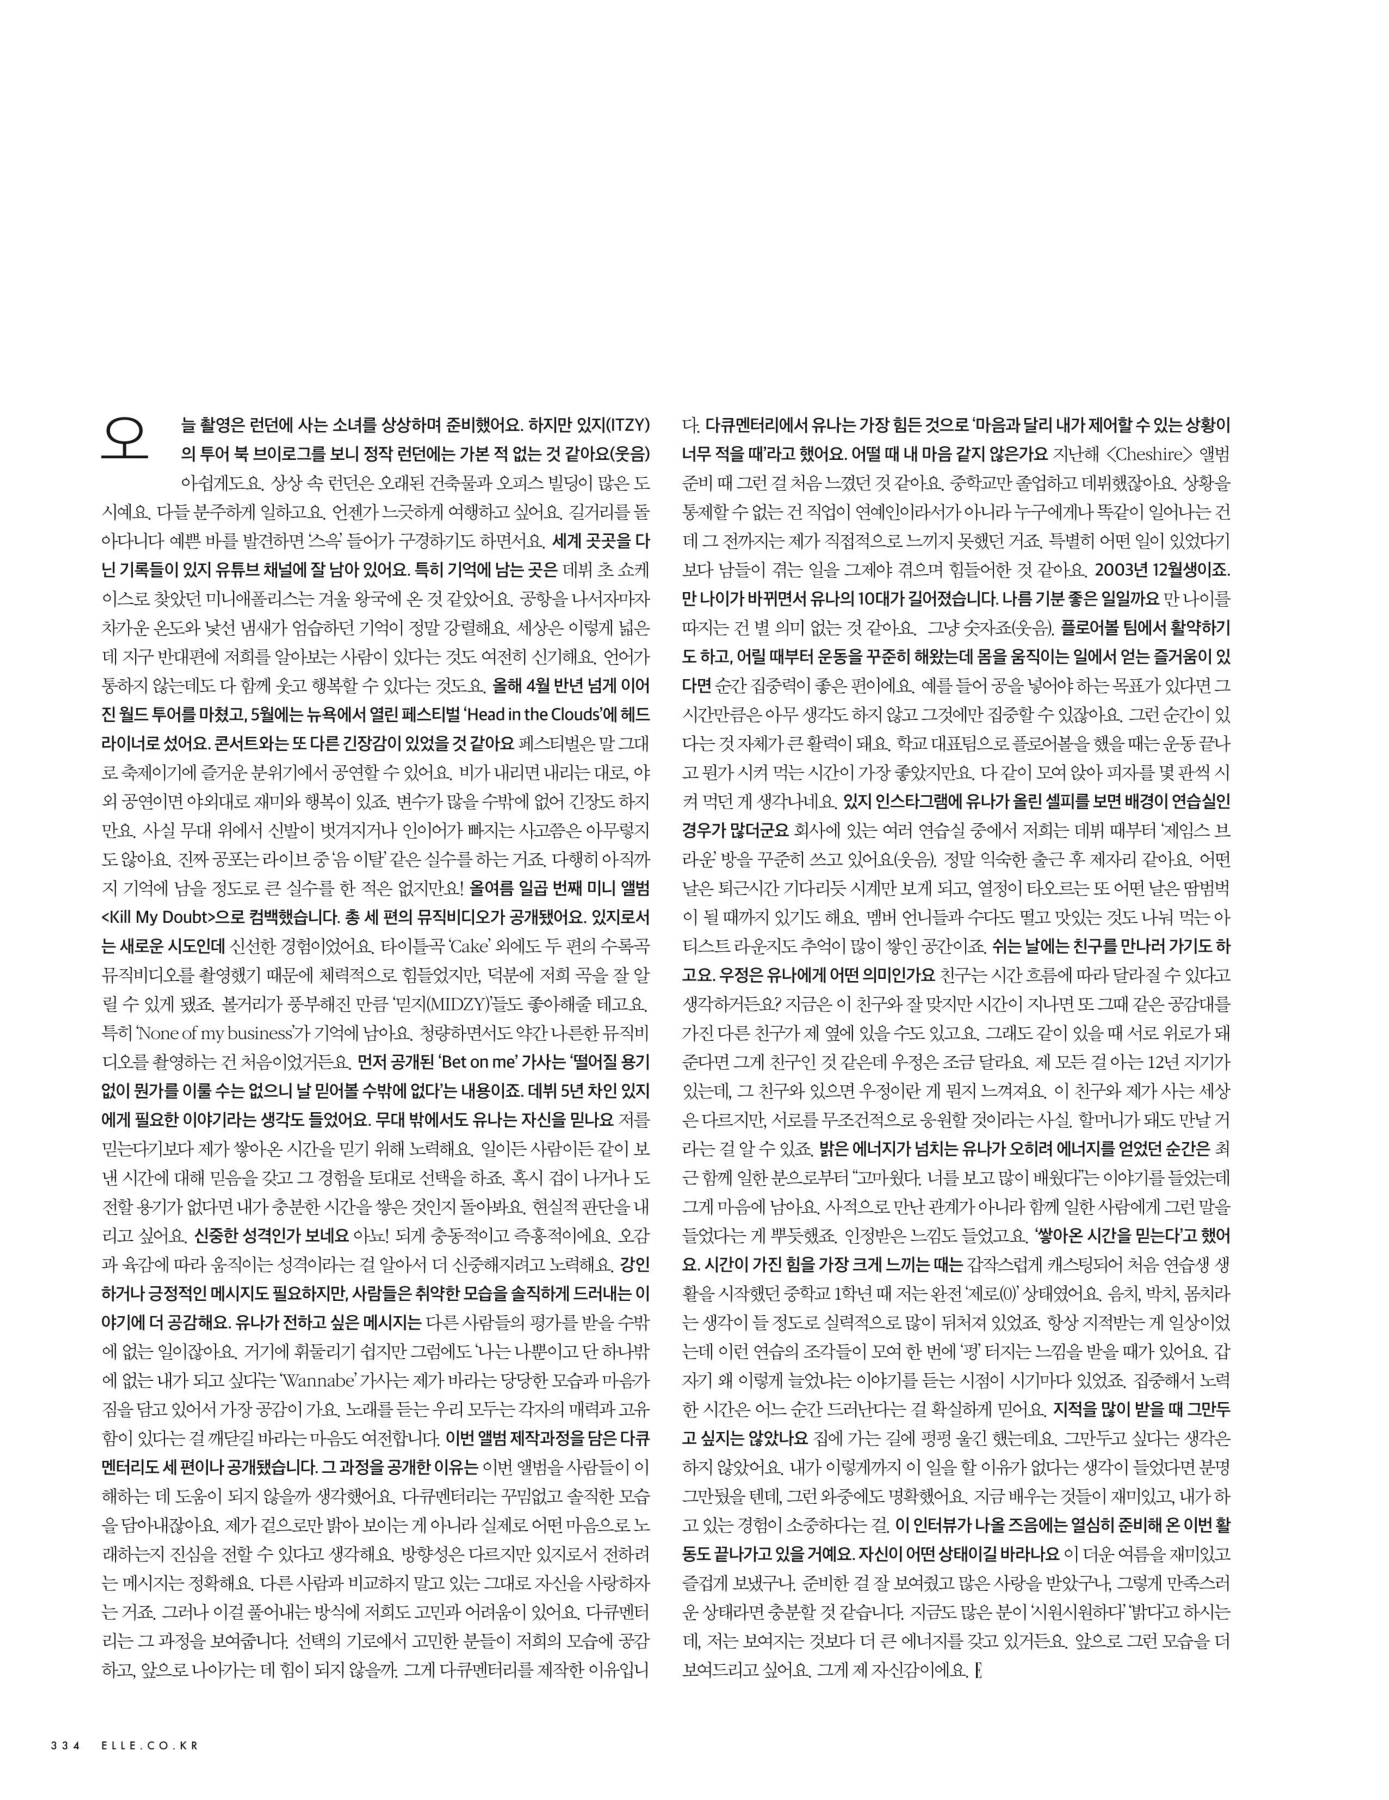 오
늘 촬영은 런던에 사는 소녀를 상상하며 준비했어요. 하지만 있지(ITZY)
의 투어 북 브이로그를 보니 정작 런던에는 가본 적 없는 것 같아요(웃음)
아쉽게도요. 상상 속 런던은 오래된 건축물과 오피스 빌딩이 많은 도
시예요. 다들 분주하게 일하고요. 언젠가 느긋하게 여행하고 싶어요. 길거리를 돌
아다니다 예쁜 바를 발견하면 ‘스윽’ 들어가 구경하기도 하면서요. 세계 곳곳을 다
닌 기록들이 있지 유튜브 채널에 잘 남아 있어요. 특히 기억에 남는 곳은 데뷔 초 쇼케
이스로 찾았던 미니애폴리스는 겨울 왕국에 온 것 같았어요. 공항을 나서자마자
차가운 온도와 낯선 냄새가 엄습하던 기억이 정말 강렬해요. 세상은 이렇게 넓은
데 지구 반대편에 저희를 알아보는 사람이 있다는 것도 여전히 신기해요. 언어가
통하지 않는데도 다 함께 웃고 행복할 수 있다는 것도요. 올해 4월 반년 넘게 이어
진 월드 투어를 마쳤고, 5월에는 뉴욕에서 열린 페스티벌 ‘Head in the Clouds’에 헤드
라이너로 섰어요. 콘서트와는 또 다른 긴장감이 있었을 것 같아요 페스티벌은 말 그대
로 축제이기에 즐거운 분위기에서 공연할 수 있어요. 비가 내리면 내리는 대로, 야
외 공연이면 야외대로 재미와 행복이 있죠. 변수가 많을 수밖에 없어 긴장도 하지
만요. 사실 무대 위에서 신발이 벗겨지거나 인이어가 빠지는 사고쯤은 아무렇지
도 않아요. 진짜 공포는 라이브 중 ‘음 이탈’ 같은 실수를 하는 거죠. 다행히 아직까
지 기억에 남을 정도로 큰 실수를 한 적은 없지만요! 올여름 일곱 번째 미니 앨범
<Kill My Doubt>으로 컴백했습니다. 총 세 편의 뮤직비디오가 공개됐어요. 있지로서
는 새로운 시도인데 신선한 경험이었어요. 타이틀곡 ‘Cake’ 외에도 두 편의 수록곡
뮤직비디오를 촬영했기 때문에 체력적으로 힘들었지만, 덕분에 저희 곡을 잘 알
릴 수 있게 됐죠. 볼거리가 풍부해진 만큼 ‘믿지(MIDZY)’들도 좋아해줄 테고요.
특히 ‘None of my business’가 기억에 남아요. 청량하면서도 약간 나른한 뮤직비
디오를 촬영하는 건 처음이었거든요. 먼저 공개된 ‘Bet on me’ 가사는 ‘떨어질 용기
없이 뭔가를 이룰 수는 없으니 날 믿어볼 수밖에 없다’는 내용이죠. 데뷔 5년 차인 있지
에게 필요한 이야기라는 생각도 들었어요. 무대 밖에서도 유나는 자신을 믿나요 저를
믿는다기보다 제가 쌓아온 시간을 믿기 위해 노력해요. 일이든 사람이든 같이 보
낸 시간에 대해 믿음을 갖고 그 경험을 토대로 선택을 하죠. 혹시 겁이 나거나 도
전할 용기가 없다면 내가 충분한 시간을 쌓은 것인지 돌아봐요. 현실적 판단을 내
리고 싶어요. 신중한 성격인가 보네요 아뇨! 되게 충동적이고 즉흥적이에요. 오감
과 육감에 따라 움직이는 성격이라는 걸 알아서 더 신중해지려고 노력해요. 강인
하거나 긍정적인 메시지도 필요하지만, 사람들은 취약한 모습을 솔직하게 드러내는 이
야기에 더 공감해요. 유나가 전하고 싶은 메시지는 다른 사람들의 평가를 받을 수밖
에 없는 일이잖아요. 거기에 휘둘리기 쉽지만 그럼에도 ‘나는 나뿐이고 단 하나밖
에 없는 내가 되고 싶다’는 ‘Wannabe’ 가사는 제가 바라는 당당한 모습과 마음가
짐을 담고 있어서 가장 공감이 가요. 노래를 듣는 우리 모두는 각자의 매력과 고유
함이 있다는 걸 깨닫길 바라는 마음도 여전합니다. 이번 앨범 제작과정을 담은 다큐
멘터리도 세 편이나 공개됐습니다. 그 과정을 공개한 이유는 이번 앨범을 사람들이 이
해하는 데 도움이 되지 않을까 생각했어요. 다큐멘터리는 꾸밈없고 솔직한 모습
을 담아내잖아요. 제가 겉으로만 밝아 보이는 게 아니라 실제로 어떤 마음으로 노
래하는지 진심을 전할 수 있다고 생각해요. 방향성은 다르지만 있지로서 전하려
는 메시지는 정확해요. 다른 사람과 비교하지 말고 있는 그대로 자신을 사랑하자
는 거죠. 그러나 이걸 풀어내는 방식에 저희도 고민과 어려움이 있어요. 다큐멘터
리는 그 과정을 보여줍니다. 선택의 기로에서 고민한 분들이 저희의 모습에 공감
하고, 앞으로 나아가는 데 힘이 되지 않을까. 그게 다큐멘터리를 제작한 이유입니
다. 다큐멘터리에서 유나는 가장 힘든 것으로 ‘마음과 달리 내가 제어할 수 있는 상황이
너무 적을 때’라고 했어요. 어떨 때 내 마음 같지 않은가요 지난해 <Cheshire> 앨범
준비 때 그런 걸 처음 느꼈던 것 같아요. 중학교만 졸업하고 데뷔했잖아요. 상황을
통제할 수 없는 건 직업이 연예인이라서가 아니라 누구에게나 똑같이 일어나는 건
데 그 전까지는 제가 직접적으로 느끼지 못했던 거죠. 특별히 어떤 일이 있었다기
보다 남들이 겪는 일을 그제야 겪으며 힘들어한 것 같아요. 2003년 12월생이죠.
만 나이가 바뀌면서 유나의 10대가 길어졌습니다. 나름 기분 좋은 일일까요 만 나이를
따지는 건 별 의미 없는 것 같아요. 그냥 숫자죠(웃음). 플로어볼 팀에서 활약하기
도 하고, 어릴 때부터 운동을 꾸준히 해왔는데 몸을 움직이는 일에서 얻는 즐거움이 있
다면 순간 집중력이 좋은 편이에요. 예를 들어 공을 넣어야 하는 목표가 있다면 그
시간만큼은 아무 생각도 하지 않고 그것에만 집중할 수 있잖아요. 그런 순간이 있
다는 것 자체가 큰 활력이 돼요. 학교 대표팀으로 플로어볼을 했을 때는 운동 끝나
고 뭔가 시켜 먹는 시간이 가장 좋았지만요. 다 같이 모여 앉아 피자를 몇 판씩 시
켜 먹던 게 생각나네요. 있지 인스타그램에 유나가 올린 셀피를 보면 배경이 연습실인
경우가 많더군요 회사에 있는 여러 연습실 중에서 저희는 데뷔 때부터 ‘제임스 브
라운’ 방을 꾸준히 쓰고 있어요(웃음). 정말 익숙한 출근 후 제자리 같아요. 어떤
날은 퇴근시간 기다리듯 시계만 보게 되고, 열정이 타오르는 또 어떤 날은 땀범벅
이 될 때까지 있기도 해요. 멤버 언니들과 수다도 떨고 맛있는 것도 나눠 먹는 아
티스트 라운지도 추억이 많이 쌓인 공간이죠. 쉬는 날에는 친구를 만나러 가기도 하
고요. 우정은 유나에게 어떤 의미인가요 친구는 시간 흐름에 따라 달라질 수 있다고
생각하거든요? 지금은 이 친구와 잘 맞지만 시간이 지나면 또 그때 같은 공감대를
가진 다른 친구가 제 옆에 있을 수도 있고요. 그래도 같이 있을 때 서로 위로가 돼
준다면 그게 친구인 것 같은데 우정은 조금 달라요. 제 모든 걸 아는 12년 지기가
있는데, 그 친구와 있으면 우정이란 게 뭔지 느껴져요. 이 친구와 제가 사는 세상
은 다르지만, 서로를 무조건적으로 응원할 것이라는 사실. 할머니가 돼도 만날 거
라는 걸 알 수 있죠. 밝은 에너지가 넘치는 유나가 오히려 에너지를 얻었던 순간은 최
근 함께 일한 분으로부터 “고마웠다. 너를 보고 많이 배웠다”는 이야기를 들었는데
그게 마음에 남아요. 사적으로 만난 관계가 아니라 함께 일한 사람에게 그런 말을
들었다는 게 뿌듯했죠. 인정받은 느낌도 들었고요. ‘쌓아온 시간을 믿는다’고 했어
요. 시간이 가진 힘을 가장 크게 느끼는 때는 갑작스럽게 캐스팅되어 처음 연습생 생
활을 시작했던 중학교 1학년 때 저는 완전 ‘제로(0)’ 상태였어요. 음치, 박치, 몸치라
는 생각이 들 정도로 실력적으로 많이 뒤처져 있었죠. 항상 지적받는 게 일상이었
는데 이런 연습의 조각들이 모여 한 번에 ‘펑’ 터지는 느낌을 받을 때가 있어요. 갑
자기 왜 이렇게 늘었냐는 이야기를 듣는 시점이 시기마다 있었죠. 집중해서 노력
한 시간은 어느 순간 드러난다는 걸 확실하게 믿어요. 지적을 많이 받을 때 그만두
고 싶지는 않았나요 집에 가는 길에 펑펑 울긴 했는데요. 그만두고 싶다는 생각은
하지 않았어요. 내가 이렇게까지 이 일을 할 이유가 없다는 생각이 들었다면 분명
그만뒀을 텐데, 그런 와중에도 명확했어요. 지금 배우는 것들이 재미있고, 내가 하
고 있는 경험이 소중하다는 걸. 이 인터뷰가 나올 즈음에는 열심히 준비해 온 이번 활
동도 끝나가고 있을 거예요. 자신이 어떤 상태이길 바라나요 이 더운 여름을 재미있고
즐겁게 보냈구나. 준비한 걸 잘 보여줬고 많은 사랑을 받았구나, 그렇게 만족스러
운 상태라면 충분할 것 같습니다. 지금도 많은 분이 ‘시원시원하다’ ‘밝다’고 하시는
데, 저는 보여지는 것보다 더 큰 에너지를 갖고 있거든요. 앞으로 그런 모습을 더
보여드리고 싶어요. 그게 제 자신감이에요. E
334 ELLE.CO.KR